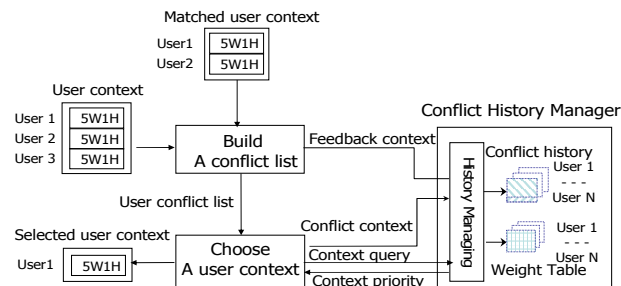 Matched user context
User1 5W1H
User2 5W1H
User context
User 1 5W1H
User 2 5W1H
User 3 5W1H
Build
A conflict list
Feedback context
Conflict History Manager
History Managing
Conflict history
User 1
- - -
User N
User conflict list
Conflict context
Selected user context
User1 5W1H
Choose
A user context
Context query
Context priority
User 1
- - -
User N
Weight Table